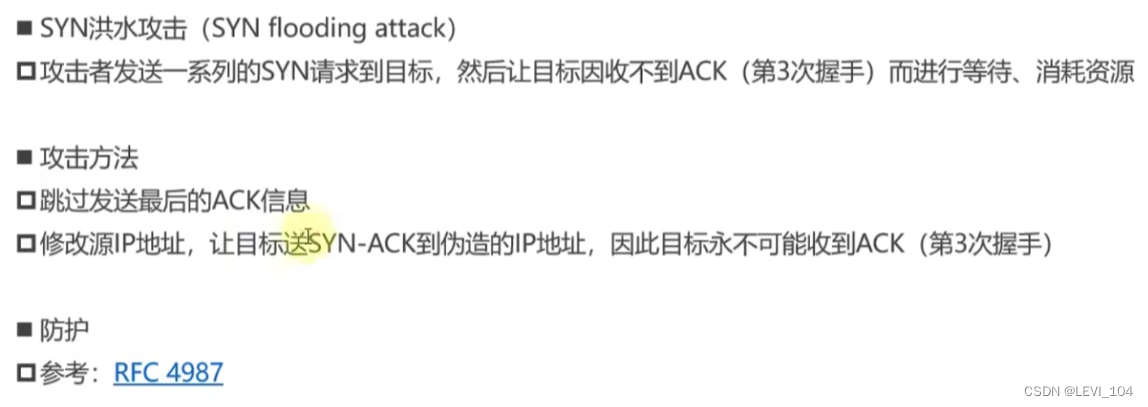 ■ SYN洪水攻击（SYN flooding attack）
□ 攻击者发送一系列的SYN请求到目标，然后让目标因收不到ACK（第3次握手）而进行等待、消耗资源
■ 攻击方法
□ 跳过发送最后的ACK信息
□ 修改源IP地址，让目标送SYN-ACK到伪造的IP地址，因此目标永不可能收到ACK（第3次握手）
■ 防护
□ 参考：RFC 4987
CSDN @LEVI_104